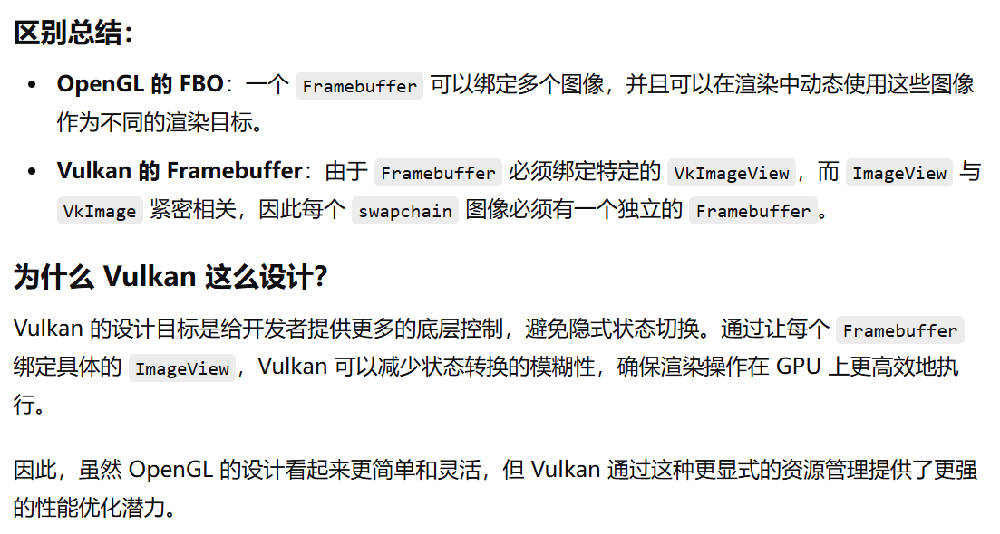 区别总结：
• OpenGL 的 FBO：一个 Framebuffer 可以绑定多个图像，并且可以在渲染中动态使用这些图像
作为不同的渲染目标。
• Vulkan 的 Framebuffer：由于 Framebuffer 必须绑定特定的 VkImageView，而 ImageView 与
VkImage 紧密相关，因此每个 swapchain 图像必须有一个独立的 Framebuffer。
为什么 Vulkan 这么设计？
Vulkan 的设计目标是给开发者提供更多的底层控制，避免隐式状态切换。通过让每个 Framebuffer
绑定具体的 ImageView，Vulkan 可以减少状态转换的模糊性，确保渲染操作在 GPU 上更高效地执
行。
因此，虽然 OpenGL 的设计看起来更简单和灵活，但 Vulkan 通过这种更显式的资源管理提供了更强
的性能优化潜力。